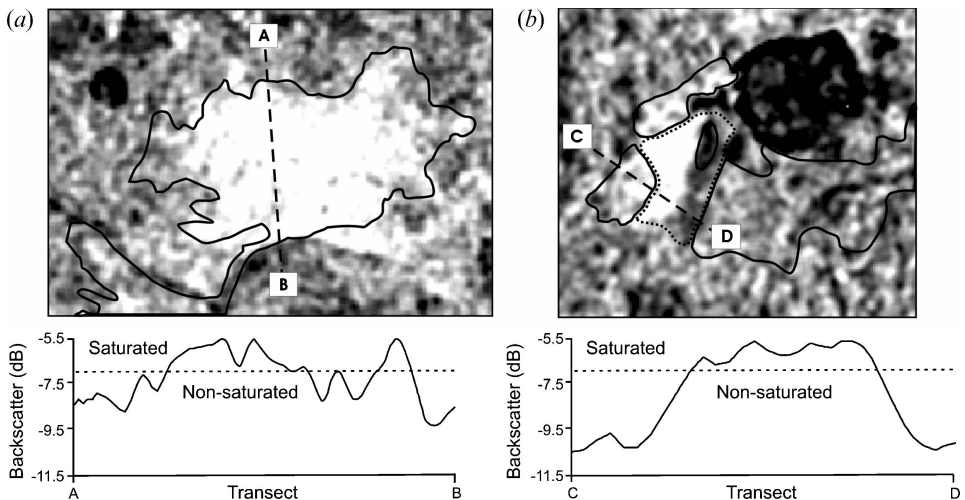 (a)
A
B
(b)
C
D
Backscatter (dB)
-5.5
-7.5
-9.5
-11.5
Saturated
Non-saturated
A
Transect
B
Backscatter (dB)
-5.5
-7.5
-9.5
-11.5
Saturated
Non-saturated
C
Transect
D